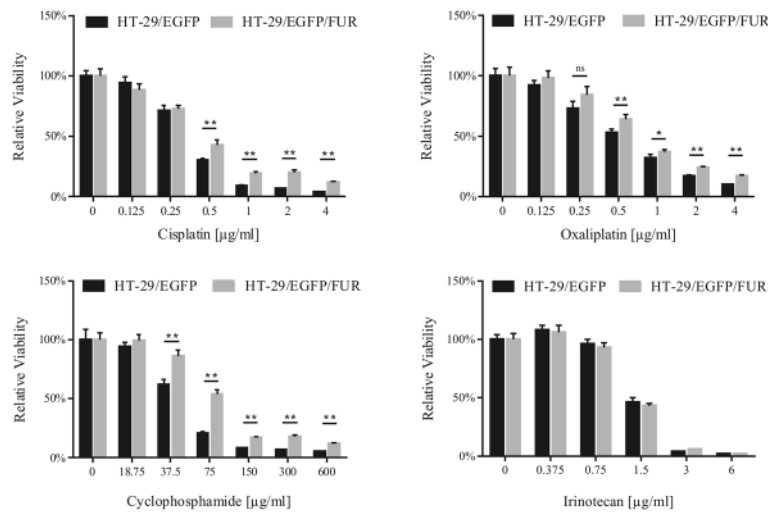 HT-29/EGFP HT-29/EGFP/FUR
150%
100%
50%
0%
Relative Viability
** ** ** **
0 0.125 0.25 0.5 1 2 4
Cisplatin [µg/ml]
HT-29/EGFP HT-29/EGFP/FUR
150%
100%
50%
0%
Relative Viability
ns ** * ** **
0 0.125 0.25 0.5 1 2 4
Oxaliplatin [µg/ml]
HT-29/EGFP HT-29/EGFP/FUR
150%
100%
50%
0%
Relative Viability
** ** ** ** **
0 18.75 37.5 75 150 300 600
Cyclophosphamide [µg/ml]
HT-29/EGFP HT-29/EGFP/FUR
150%
100%
50%
0%
Relative Viability
0 0.375 0.75 1.5 3 6
Irinotecan [µg/ml]